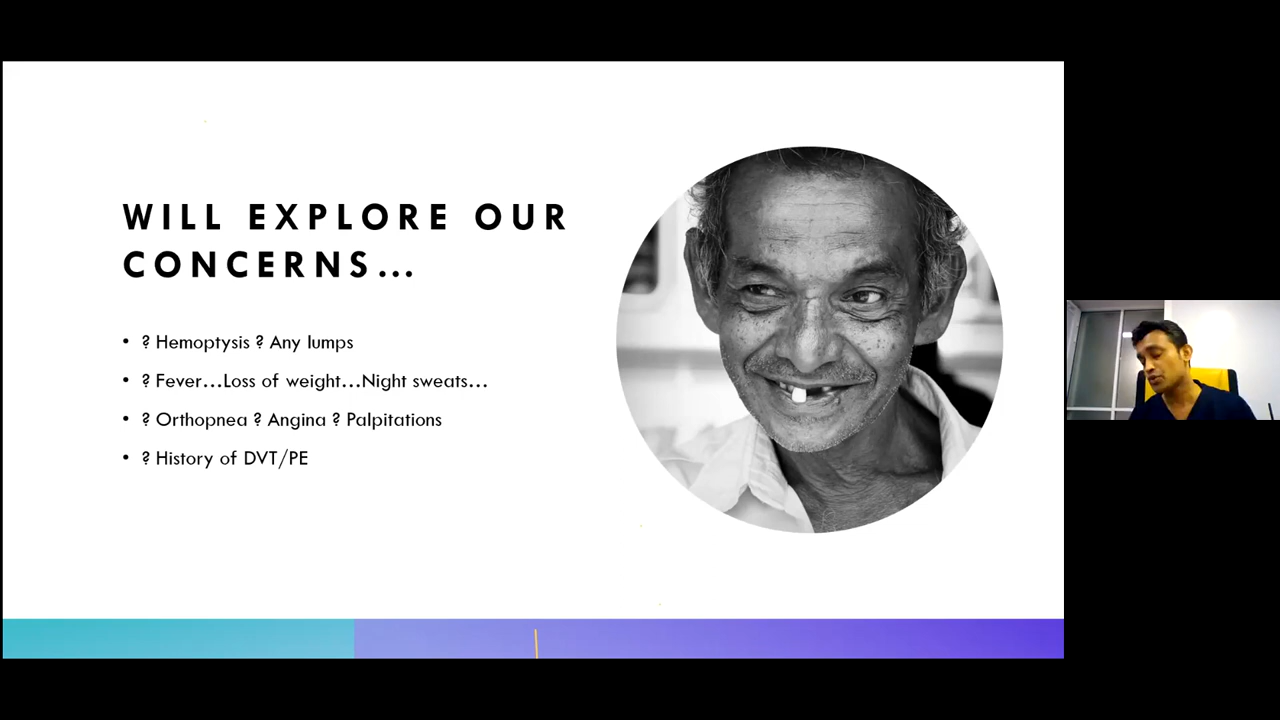 WILL EXPLORE OUR
CONCERNS...
• ? Hemoptysis ? Any lumps
• ? Fever...Loss of weight...Night sweats...
• ? Orthopnea ? Angina ? Palpitations
• ? History of DVT/PE